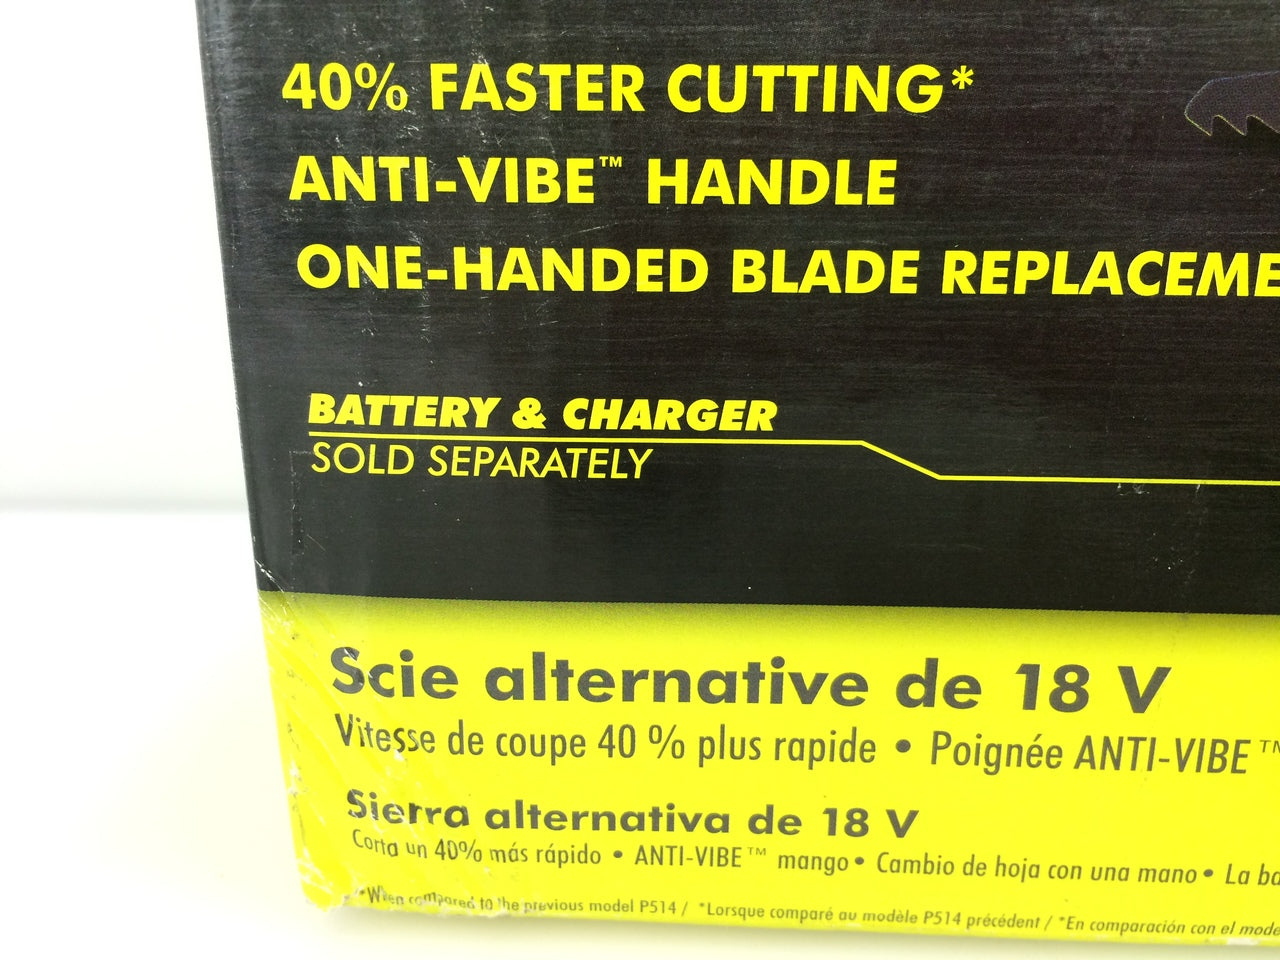 40% FASTER CUTTING*
ANTI-VIBE™ HANDLE
ONE-HANDED BLADE REPLACEME
BATTERY & CHARGER
SOLD SEPARATELY
Scie alternative de 18 V
Vitesse de coupe 40 % plus rapide • Poignée ANTI-VIBE™
Sierra alternativa de 18 V
Corta un 40% más rápido • ANTI-VIBE™ mango • Cambio de hoja con una mano • La ba
*When compared to the previous model P514 / *Lorsque comparé au modèle P514 précédent / *En comparación con el mode